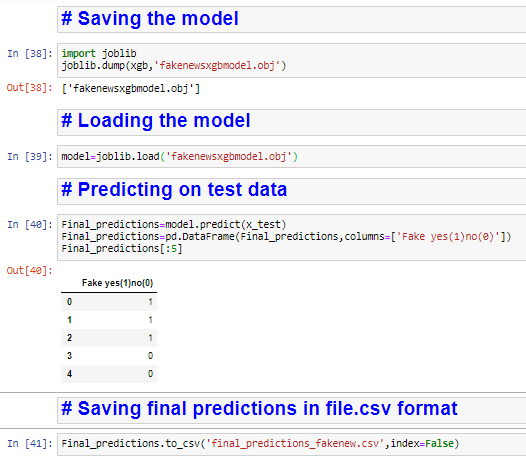 # Saving the model
In [38]: import joblib
joblib.dump(xgb,'fakenewsxgbmodel.obj')
Out[38]: ['fakenewsxgbmodel.obj']
# Loading the model
In [39]: model=joblib.load('fakenewsxgbmodel.obj')
# Predicting on test data
In [40]: Final_predictions=model.predict(x_test)
Final_predictions=pd.DataFrame(Final_predictions,columns=['Fake yes(1)no(0)'])
Final_predictions[:5]
Out[40]:
Fake yes(1)no(0)
0 1
1 1
2 1
3 0
4 0
# Saving final predictions in file.csv format
In [41]: Final_predictions.to_csv('final_predictions_fakenew.csv',index=False)